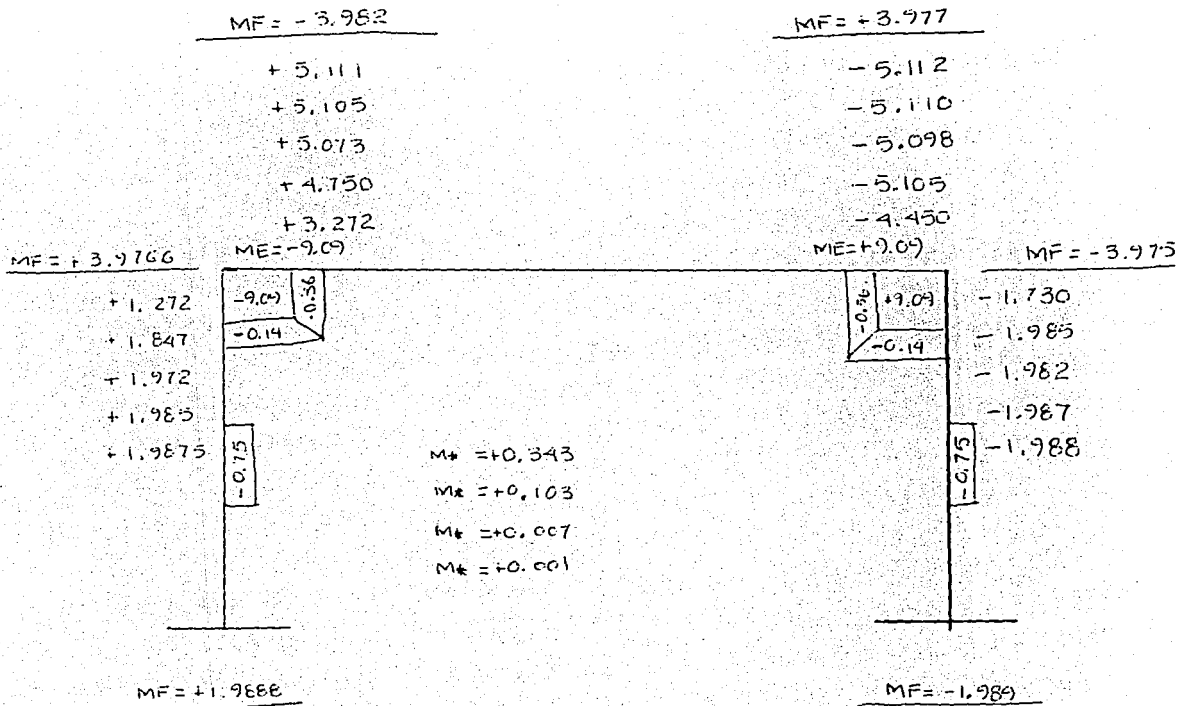 MF= - 3.982
MF= +3.977
+ 5.111
+ 5.105
+ 5.073
+ 4.750
+ 3.272
- 5.112
- 5.110
- 5.098
- 5.105
- 4.450
MF= + 3.9766
ME= -9.09
ME= +9.09
MF= -3.975
+ 1.272
+ 1.847
+ 1.972
+ 1.985
+ 1.9875
-9.09
-0.36
-0.14
-0.36
+9.09
-0.14
- 1.730
- 1.985
- 1.982
-1.987
-1.988
-0.75
-0.75
M* =+0.343
M* =+0.103
M* =+0.007
M* =+0.001
MF= +1.9888
MF= -1.989